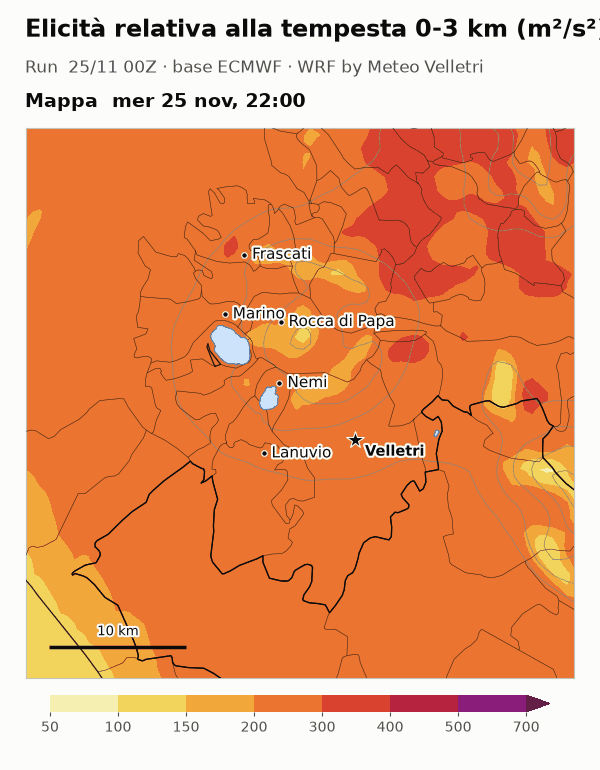 Elicità relativa alla tempesta 0-3 km (m²/s²)
Run  25/11 00Z · base ECMWF · WRF by Meteo Velletri
Mappa  mer 25 nov, 22:00
Frascati
Marino
Rocca di Papa
Nemi
Velletri
Lanuvio
10 km
50 100 150 200 300 400 500 700